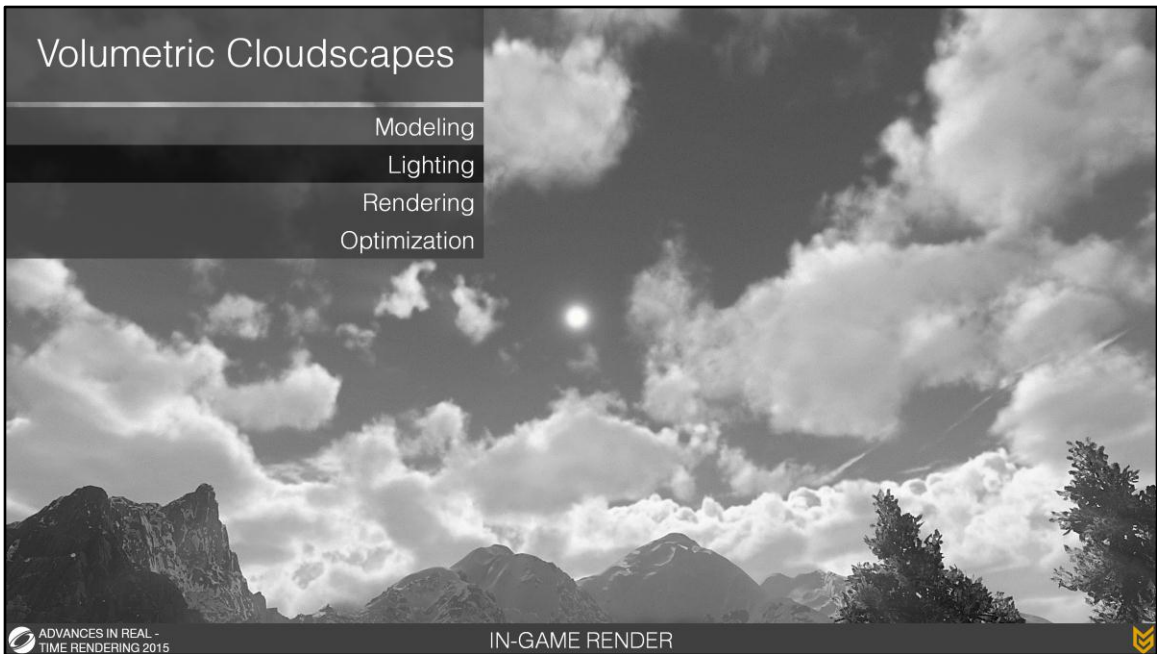 Volumetric Cloudscapes
Modeling
Lighting
Rendering
Optimization
ADVANCES IN REAL -
TIME RENDERING 2015
IN-GAME RENDER